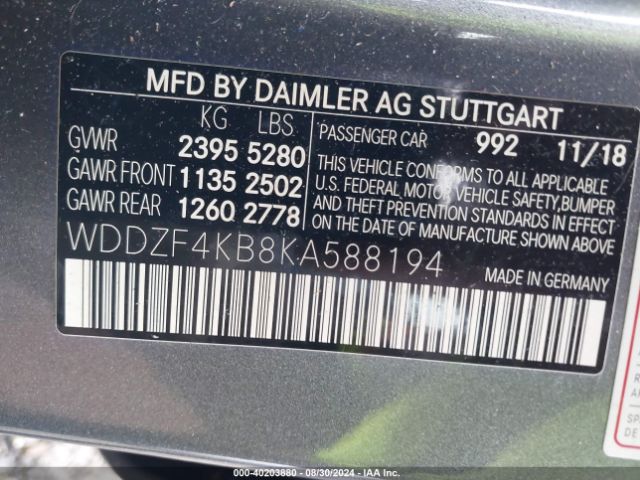 MFD BY DAIMLER AG STUTTGART
KG LBS
GVWR 2395 5280
GAWR FRONT 1135 2502
GAWR REAR 1260 2778
PASSENGER CAR 992 11/18
THIS VEHICLE CONFORMS TO ALL APPLICABLE
U.S. FEDERAL MOTOR VEHICLE SAFETY, BUMPER
AND THEFT PREVENTION STANDARDS IN EFFECT
ON THE DATE OF MANUFACTURE SHOWN ABOVE.
WDDZF4KB8KA588194
MADE IN GERMANY
000-40203880 - 08/30/2024 - IAA Inc.